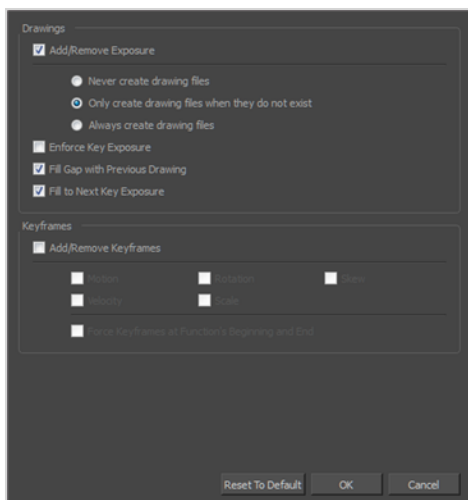 Drawings
Add/Remove Exposure
Never create drawing files
Only create drawing files when they do not exist
Always create drawing files
Enforce Key Exposure
Fill Gap with Previous Drawing
Fill to Next Key Exposure
Keyframes
Add/Remove Keyframes
Motion Rotation Skew
Velocity Scale
Force Keyframes at Function's Beginning and End
Reset To Default OK Cancel